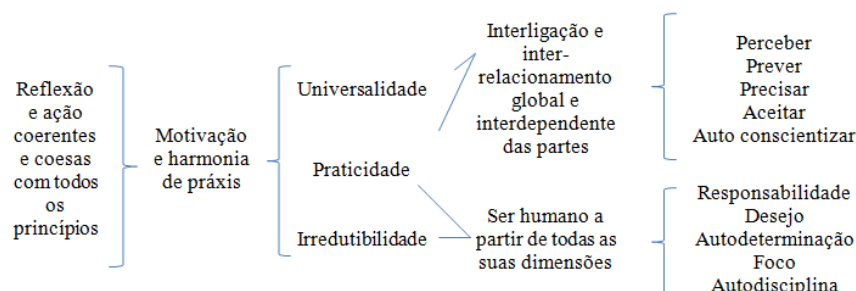 Reflexão
e ação
coerentes
e coesas
com todos
os
princípios
Motivação
e harmonia
de práxis
Universalidade
Praticidade
Irredutibilidade
Interligação e
inter-
relacionamento
global e
interdependente
das partes
Ser humano a
partir de todas as
suas dimensões
Perceber
Prever
Precisar
Aceitar
Auto conscientizar
Responsabilidade
Desejo
Autodeterminação
Foco
Autodisciplina